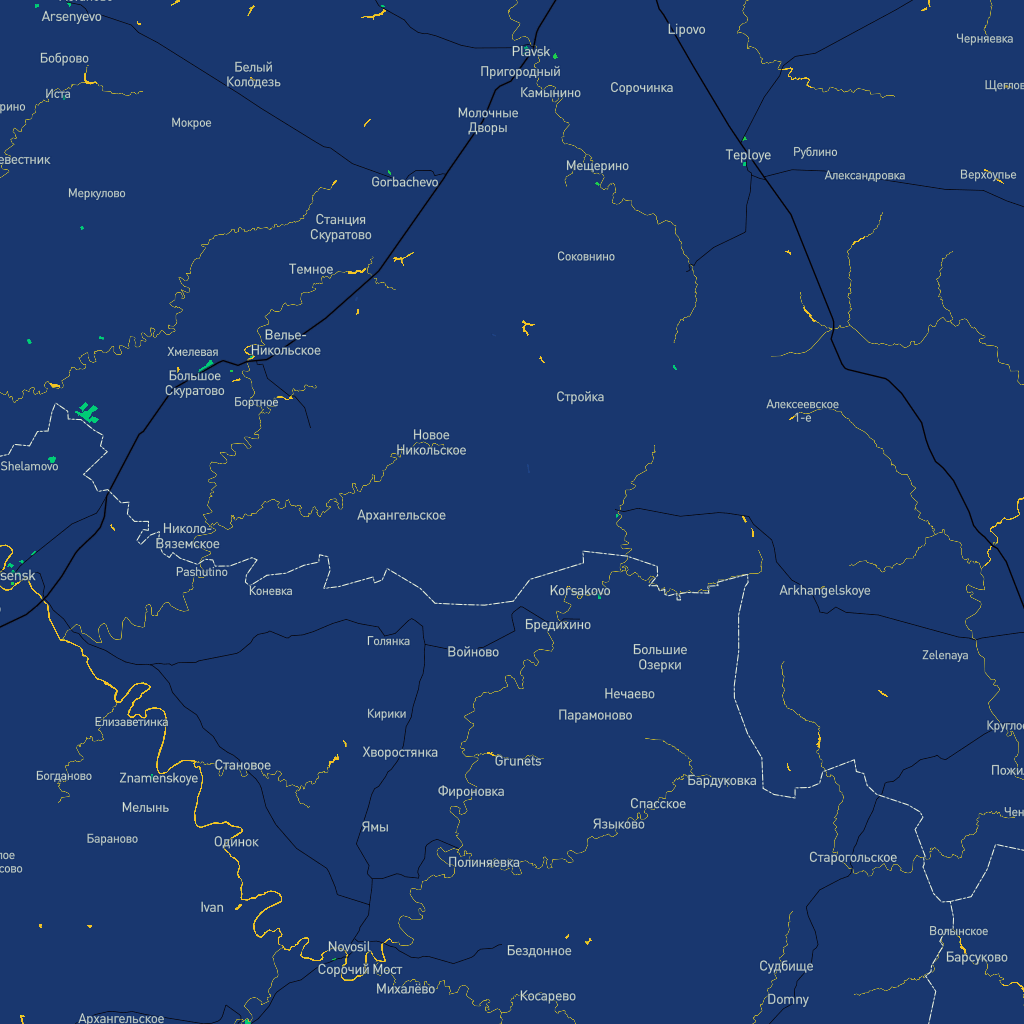 Arsenyevo
Lipovo
Черняевка
Plavsk
Боброво
Белый
Колодезь
Пригородный
Сорочинка
Иста
Камынино
Мокрое
Молочные
Дворы
Teploye
Рублино
Мещерино
Gorbachevo
Александровка
Верхоупье
Меркулово
Станция
Скуратово
Соковнино
Темное
Велье-
Никольское
Хмелевая
Большое
Скуратово
Бортное
Стройка
Алексеевское
1-е
Новое
Никольское
Shelamovo
Архангельское
Николо-
Вяземское
Pashutino
Коневка
Korsakovo
Arkhangelskoye
Бредихино
Голянка
Войново
Большие
Озерки
Zelenaya
Нечаево
Кирики
Парамоново
Елизаветинка
Хворостянка
Grunets
Становое
Богданово
Znamenskoye
Бардуковка
Фироновка
Мелынь
Спасское
Языково
Ямы
Бараново
Одинок
Полиняевка
Старогольское
Ivan
Волынское
Novosil
Бездонное
Барсуково
Сорочий Мост
Судбище
Михалёво
Косарево
Domny
Архангельское